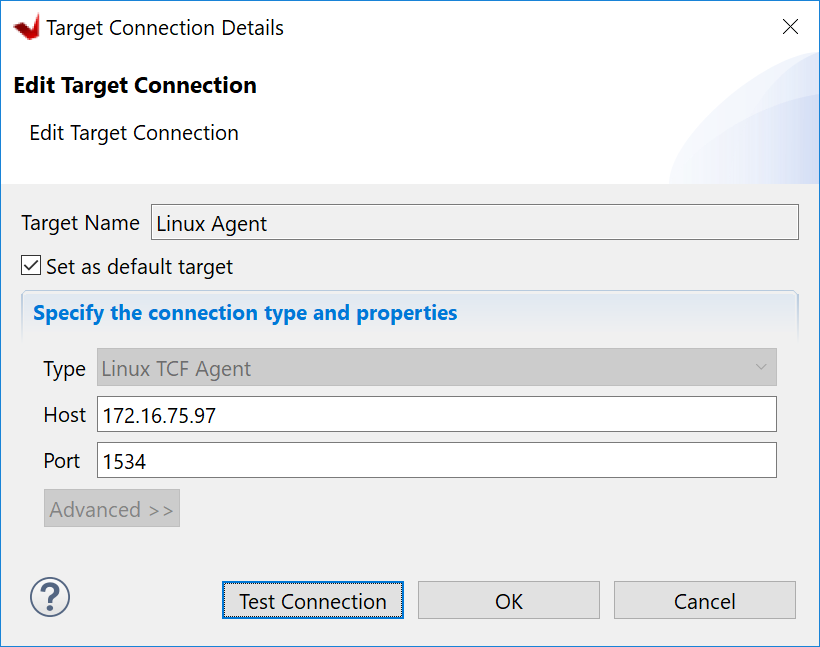 Target Connection Details
Edit Target Connection
Edit Target Connection
Target Name Linux Agent
Set as default target
Specify the connection type and properties
Type Linux TCF Agent
Host 172.16.75.97
Port 1534
Advanced >>
? Test Connection OK Cancel